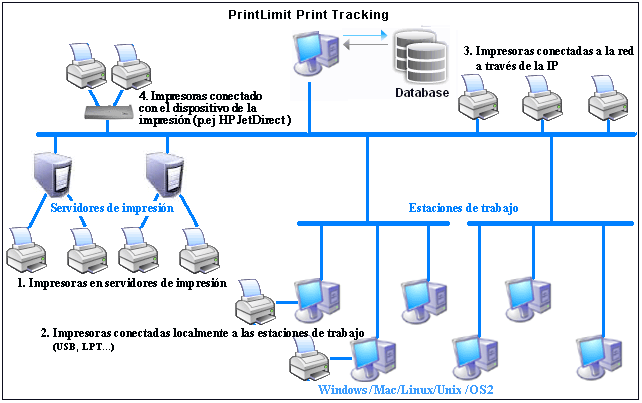 PrintLimit Print Tracking
Database
3. Impresoras conectadas a la red
a través de la IP
4. Impresoras conectado
con el dispositivo de la
impresión (p.ej HP JetDirect )
Servidores de impresión
Estaciones de trabajo
1. Impresoras en servidores de impresión
2. Impresoras conectadas localmente a las estaciones de trabajo
(USB, LPT...)
Windows /Mac/Linux/Unix /OS2